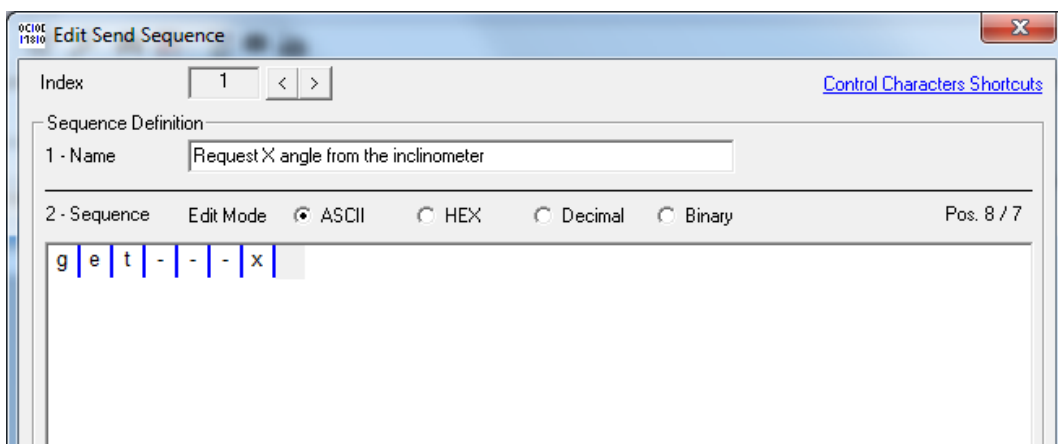 Edit Send Sequence
Index 1 < > Control Characters Shortcuts
Sequence Definition
1 - Name Request X angle from the inclinometer
2 - Sequence Edit Mode ASCII HEX Decimal Binary Pos. 8 / 7
g e t - - - x